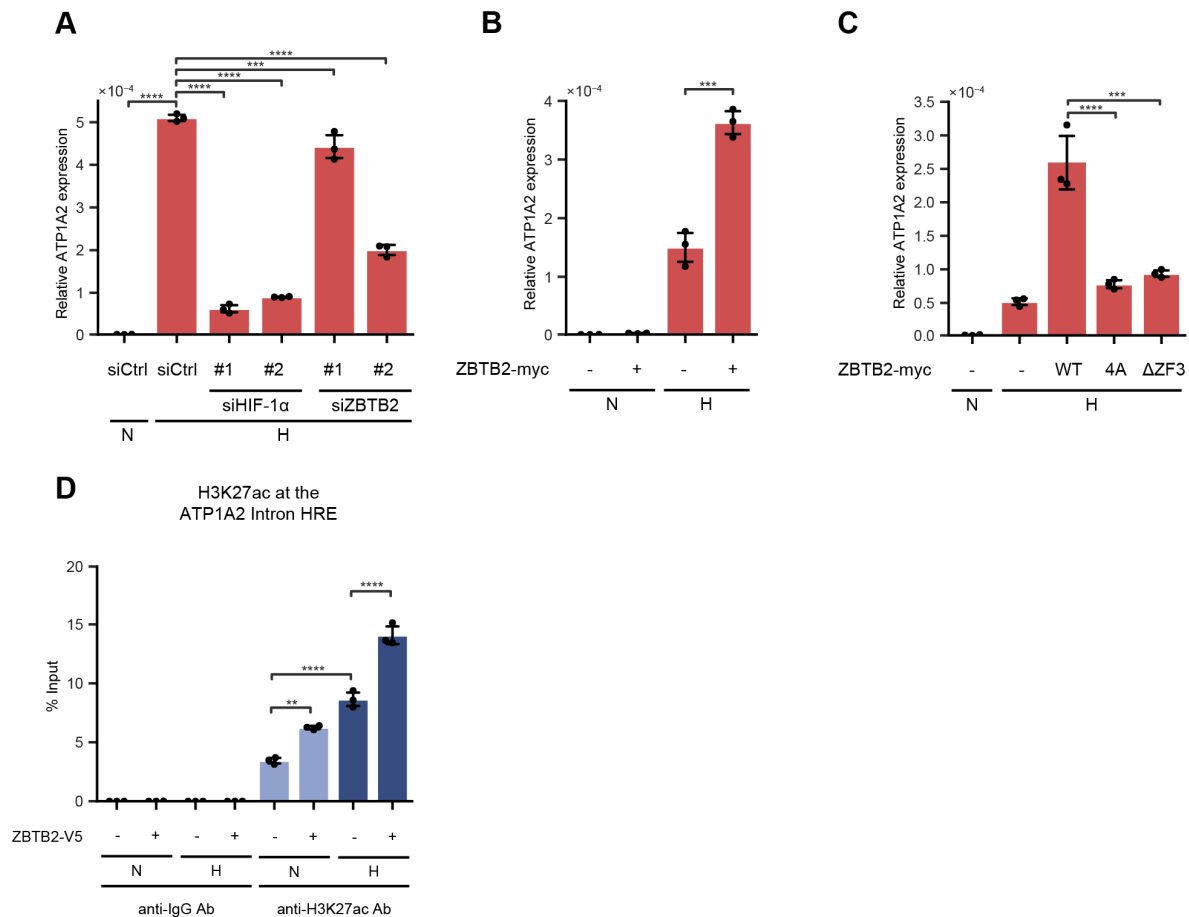 A
****
***
****
****
****
×10⁻⁴
Relative ATP1A2 expression
5
4
3
2
1
0
siCtrl siCtrl #1 #2 #1 #2
siHIF-1α siZBTB2
N H
B
***
×10⁻⁴
Relative ATP1A2 expression
4
2
0
ZBTB2-myc - + - +
N H
C
×10⁻⁴
***
****
Relative ATP1A2 expression
3.5
3.0
2.5
2.0
1.5
1.0
0.5
0.0
ZBTB2-myc - - WT 4A ΔZF3
N H
D
H3K27ac at the
ATP1A2 Intron HRE
% Input
20
15
10
5
0
****
****
**
ZBTB2-V5 - + - + - + - +
N H N H
anti-IgG Ab anti-H3K27ac Ab